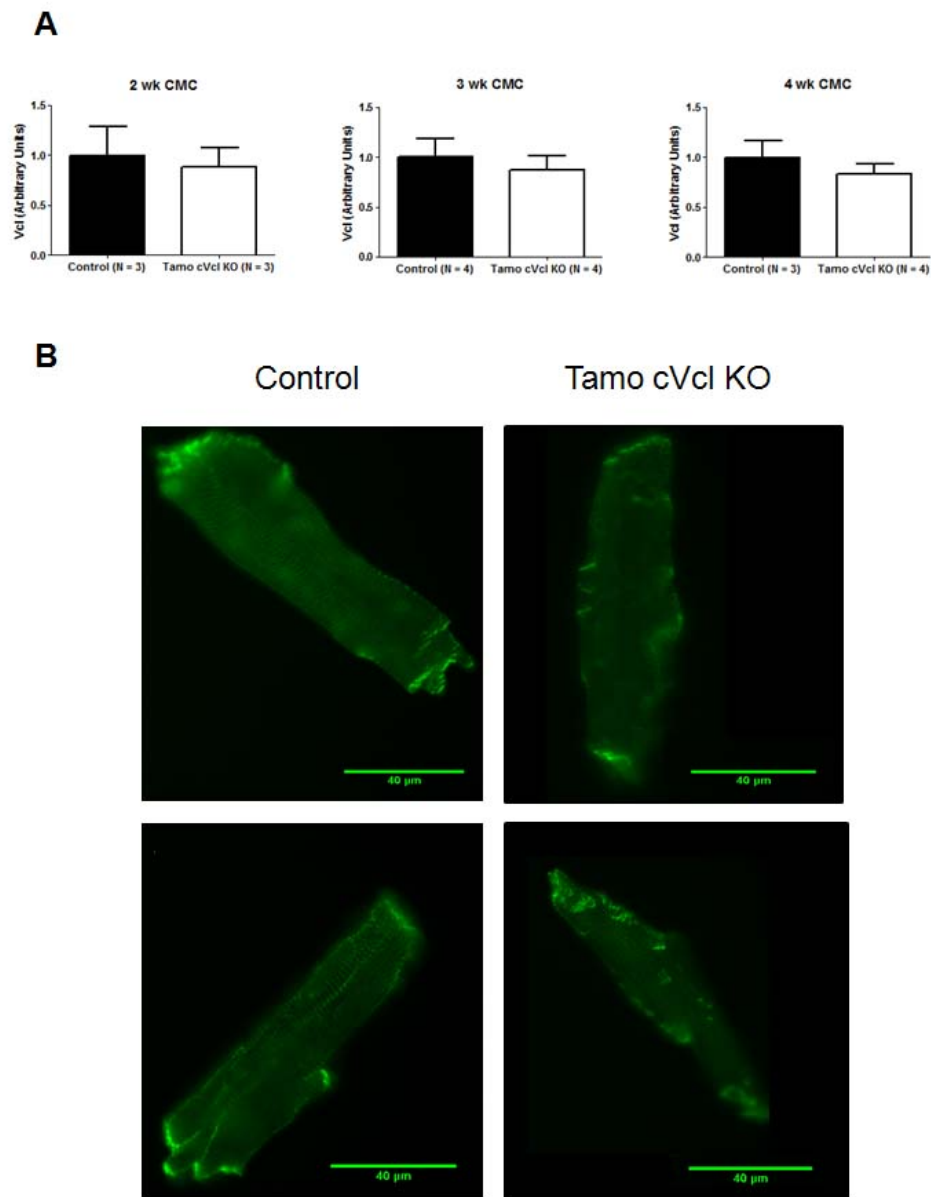 A
2 wk CMC
3 wk CMC
4 wk CMC
Vcl (Arbitrary Units)
1.5
1.0
0.5
0.0
Control (N = 3)
Tamo cVcl KO (N = 3)
Vcl (Arbitrary Units)
1.5
1.0
0.5
0.0
Control (N = 4)
Tamo cVcl KO (N = 4)
Vcl (Arbitrary Units)
1.5
1.0
0.5
0.0
Control (N = 3)
Tamo cVcl KO (N = 4)
B
Control
Tamo cVcl KO
40 µm
40 µm
40 µm
40 µm